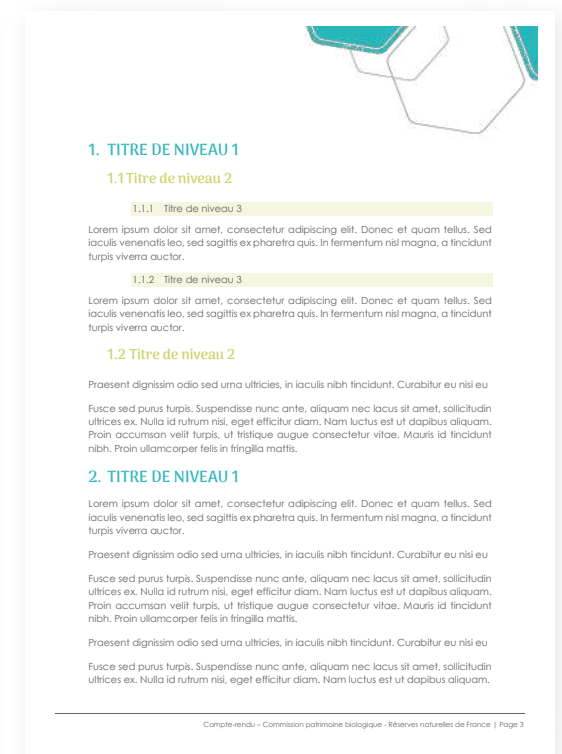 1. TITRE DE NIVEAU 1
1.1 Titre de niveau 2
1.1.1 Titre de niveau 3
Lorem ipsum dolor sit amet, consectetur adipiscing elit. Donec et quam tellus. Sed
iaculis venenatis leo, sed sagittis ex pharetra quis. In fermentum nisl magna, a tincidunt
turpis viverra auctor.
1.1.2 Titre de niveau 3
Lorem ipsum dolor sit amet, consectetur adipiscing elit. Donec et quam tellus. Sed
iaculis venenatis leo, sed sagittis ex pharetra quis. In fermentum nisl magna, a tincidunt
turpis viverra auctor.
1.2 Titre de niveau 2
Praesent dignissim odio sed urna ultricies, in iaculis nibh tincidunt. Curabitur eu nisi eu
Fusce sed purus turpis. Suspendisse nunc ante, aliquam nec lacus sit amet, sollicitudin
ultrices ex. Nulla id rutrum nisi, eget efficitur diam. Nam luctus est ut dapibus aliquam.
Proin accumsan velit turpis, ut tristique augue consectetur vitae. Mauris id tincidunt
nibh. Proin ullamcorper felis in fringilla mattis.
2. TITRE DE NIVEAU 1
Lorem ipsum dolor sit amet, consectetur adipiscing elit. Donec et quam tellus. Sed
iaculis venenatis leo, sed sagittis ex pharetra quis. In fermentum nisl magna, a tincidunt
turpis viverra auctor.
Praesent dignissim odio sed urna ultricies, in iaculis nibh tincidunt. Curabitur eu nisi eu
Fusce sed purus turpis. Suspendisse nunc ante, aliquam nec lacus sit amet, sollicitudin
ultrices ex. Nulla id rutrum nisi, eget efficitur diam. Nam luctus est ut dapibus aliquam.
Proin accumsan velit turpis, ut tristique augue consectetur vitae. Mauris id tincidunt
nibh. Proin ullamcorper felis in fringilla mattis.
Praesent dignissim odio sed urna ultricies, in iaculis nibh tincidunt. Curabitur eu nisi eu
Fusce sed purus turpis. Suspendisse nunc ante, aliquam nec lacus sit amet, sollicitudin
ultrices ex. Nulla id rutrum nisi, eget efficitur diam. Nam luctus est ut dapibus aliquam.
Compte-rendu – Commission patrimoine biologique - Réserves naturelles de France | Page 3